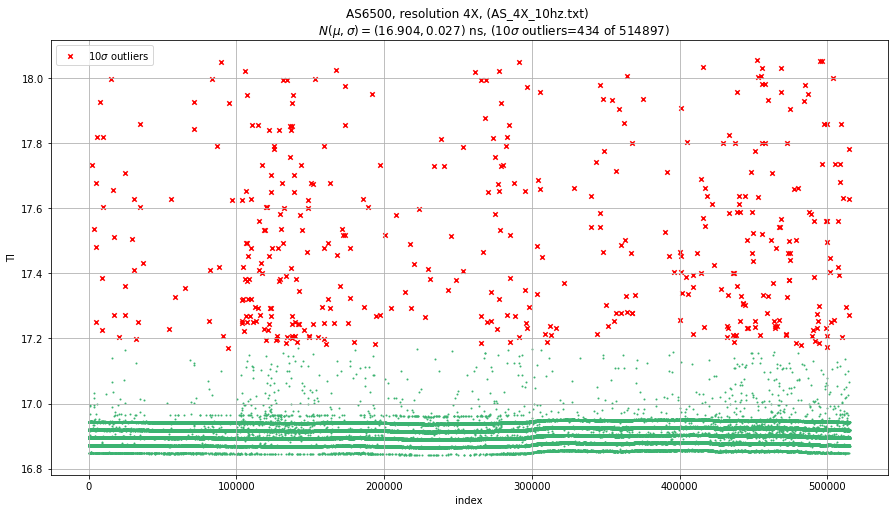 AS6500, resolution 4X, (AS_4X_10hz.txt)
N(μ, σ) = (16.904, 0.027) ns, (10σ outliers=434 of 514897)
10σ outliers
18.0
17.8
17.6
17.4
17.2
17.0
16.8
TI
0 100000 200000 300000 400000 500000
index